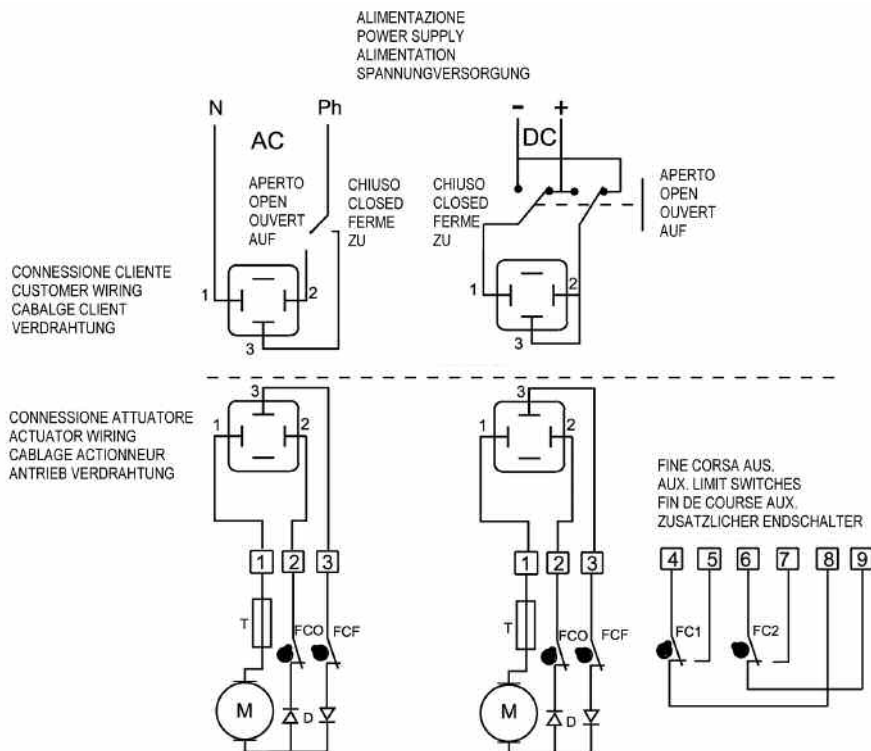 ALIMENTAZIONE
POWER SUPPLY
ALIMENTATION
SPANNUNGVERSORGUNG
N Ph - +
AC DC
APERTO
OPEN
OUVERT
AUF
CHIUSO
CLOSED
FERME
ZU
CHIUSO
CLOSED
FERME
ZU
APERTO
OPEN
OUVERT
AUF
CONNESSIONE CLIENTE
CUSTOMER WIRING
CABALGE CLIENT
VERDRAHTUNG
1 2
3
1 2
3
CONNESSIONE ATTUATORE
ACTUATOR WIRING
CABLAGE ACTIONNEUR
ANTRIEB VERDRAHTUNG
3
1 2
3
1 2
FINE CORSA AUS.
AUX. LIMIT SWITCHES
FIN DE COURSE AUX.
ZUSATZLICHER ENDSCHALTER
1 2 3
1 2 3
4 5 6 7 8 9
T FCO FCF
T FCO FCF
FC1 FC2
M D
M D